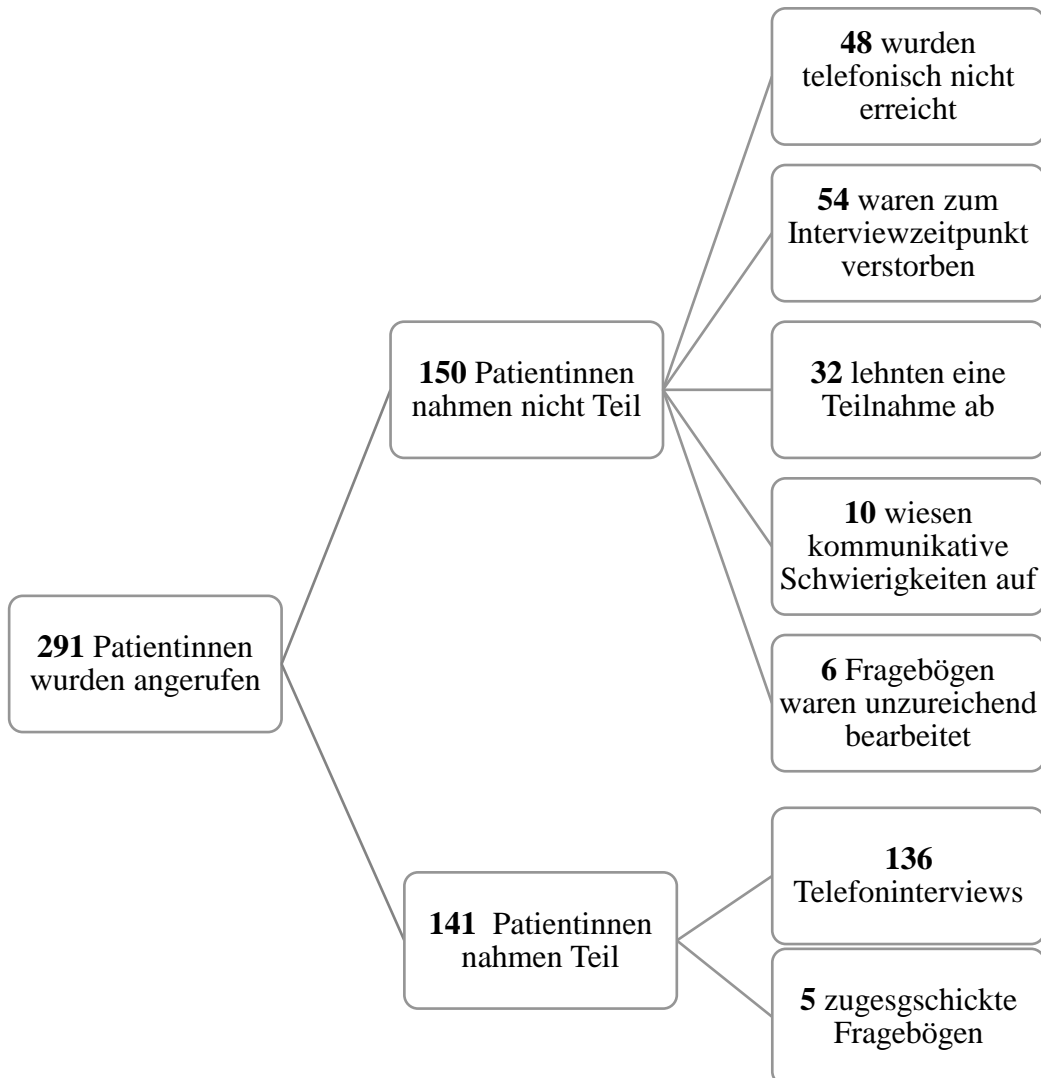 291 Patientinnen
wurden angerufen
150 Patientinnen
nahmen nicht Teil
48 wurden
telefonisch nicht
erreicht
54 waren zum
Interviewzeitpunkt
verstorben
32 lehnten eine
Teilnahme ab
10 wiesen
kommunikative
Schwierigkeiten auf
6 Fragebögen
waren unzureichend
bearbeitet
141  Patientinnen
nahmen Teil
136
Telefoninterviews
5 zugesgschickte
Fragebögen